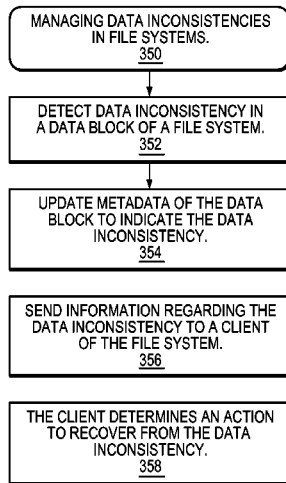 MANAGING DATA INCONSISTENCIES
IN FILE SYSTEMS.
350
DETECT DATA INCONSISTENCY IN
A DATA BLOCK OF A FILE SYSTEM.
352
UPDATE METADATA OF THE DATA
BLOCK TO INDICATE THE DATA
INCONSISTENCY.
354
SEND INFORMATION REGARDING THE
DATA INCONSISTENCY TO A CLIENT
OF THE FILE SYSTEM.
356
THE CLIENT DETERMINES AN ACTION
TO RECOVER FROM THE DATA
INCONSISTENCY.
358